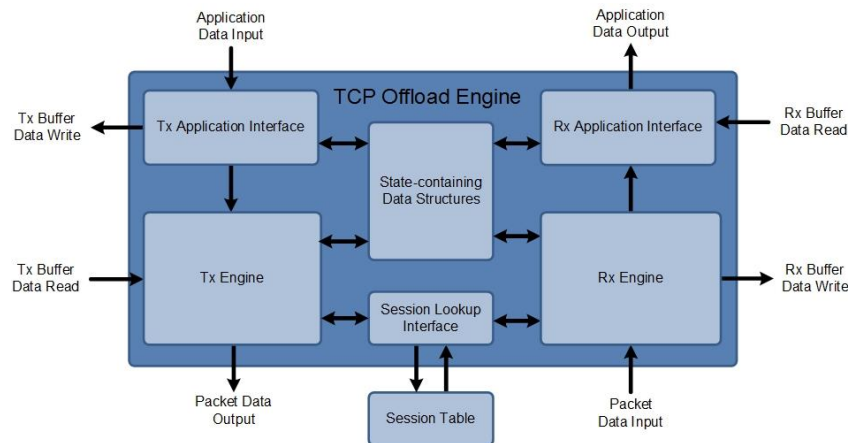 Application
Data Input
Application
Data Output
TCP Offload Engine
Tx Buffer
Data Write
Tx Application Interface
Rx Application Interface
Rx Buffer
Data Read
State-containing
Data Structures
Tx Buffer
Data Read
Tx Engine
Rx Engine
Rx Buffer
Data Write
Session Lookup
Interface
Packet Data
Output
Session Table
Packet
Data Input